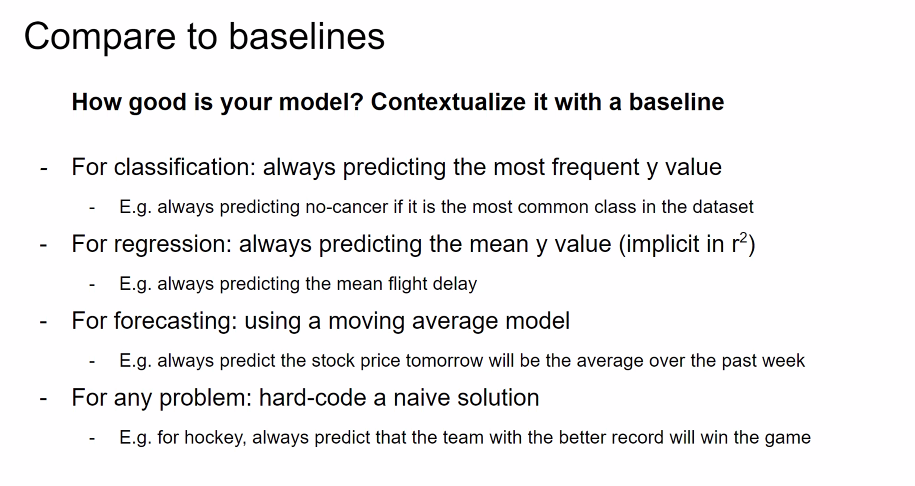 Compare to baselines
How good is your model? Contextualize it with a baseline
- For classification: always predicting the most frequent y value
- E.g. always predicting no-cancer if it is the most common class in the dataset
- For regression: always predicting the mean y value (implicit in r²)
- E.g. always predicting the mean flight delay
- For forecasting: using a moving average model
- E.g. always predict the stock price tomorrow will be the average over the past week
- For any problem: hard-code a naive solution
- E.g. for hockey, always predict that the team with the better record will win the game